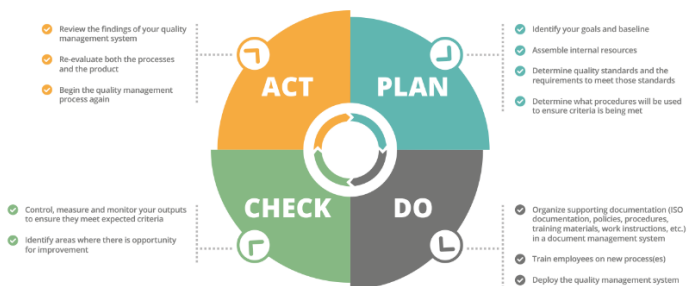 Review the findings of your quality
management system
Re-evaluate both the processes
and the product
Begin the quality management
process again
ACT
PLAN
Identify your goals and baseline
Assemble internal resources
Determine quality standards and the
requirements to meet those standards
Determine what procedures will be used
to ensure criteria is being met
Control, measure and monitor your outputs
to ensure they meet expected criteria
Identify areas where there is opportunity
for improvement
CHECK
DO
Organize supporting documentation (ISO
documentation, policies, procedures,
training materials, work instructions, etc.)
in a document management system
Train employees on new process(es)
Deploy the quality management system